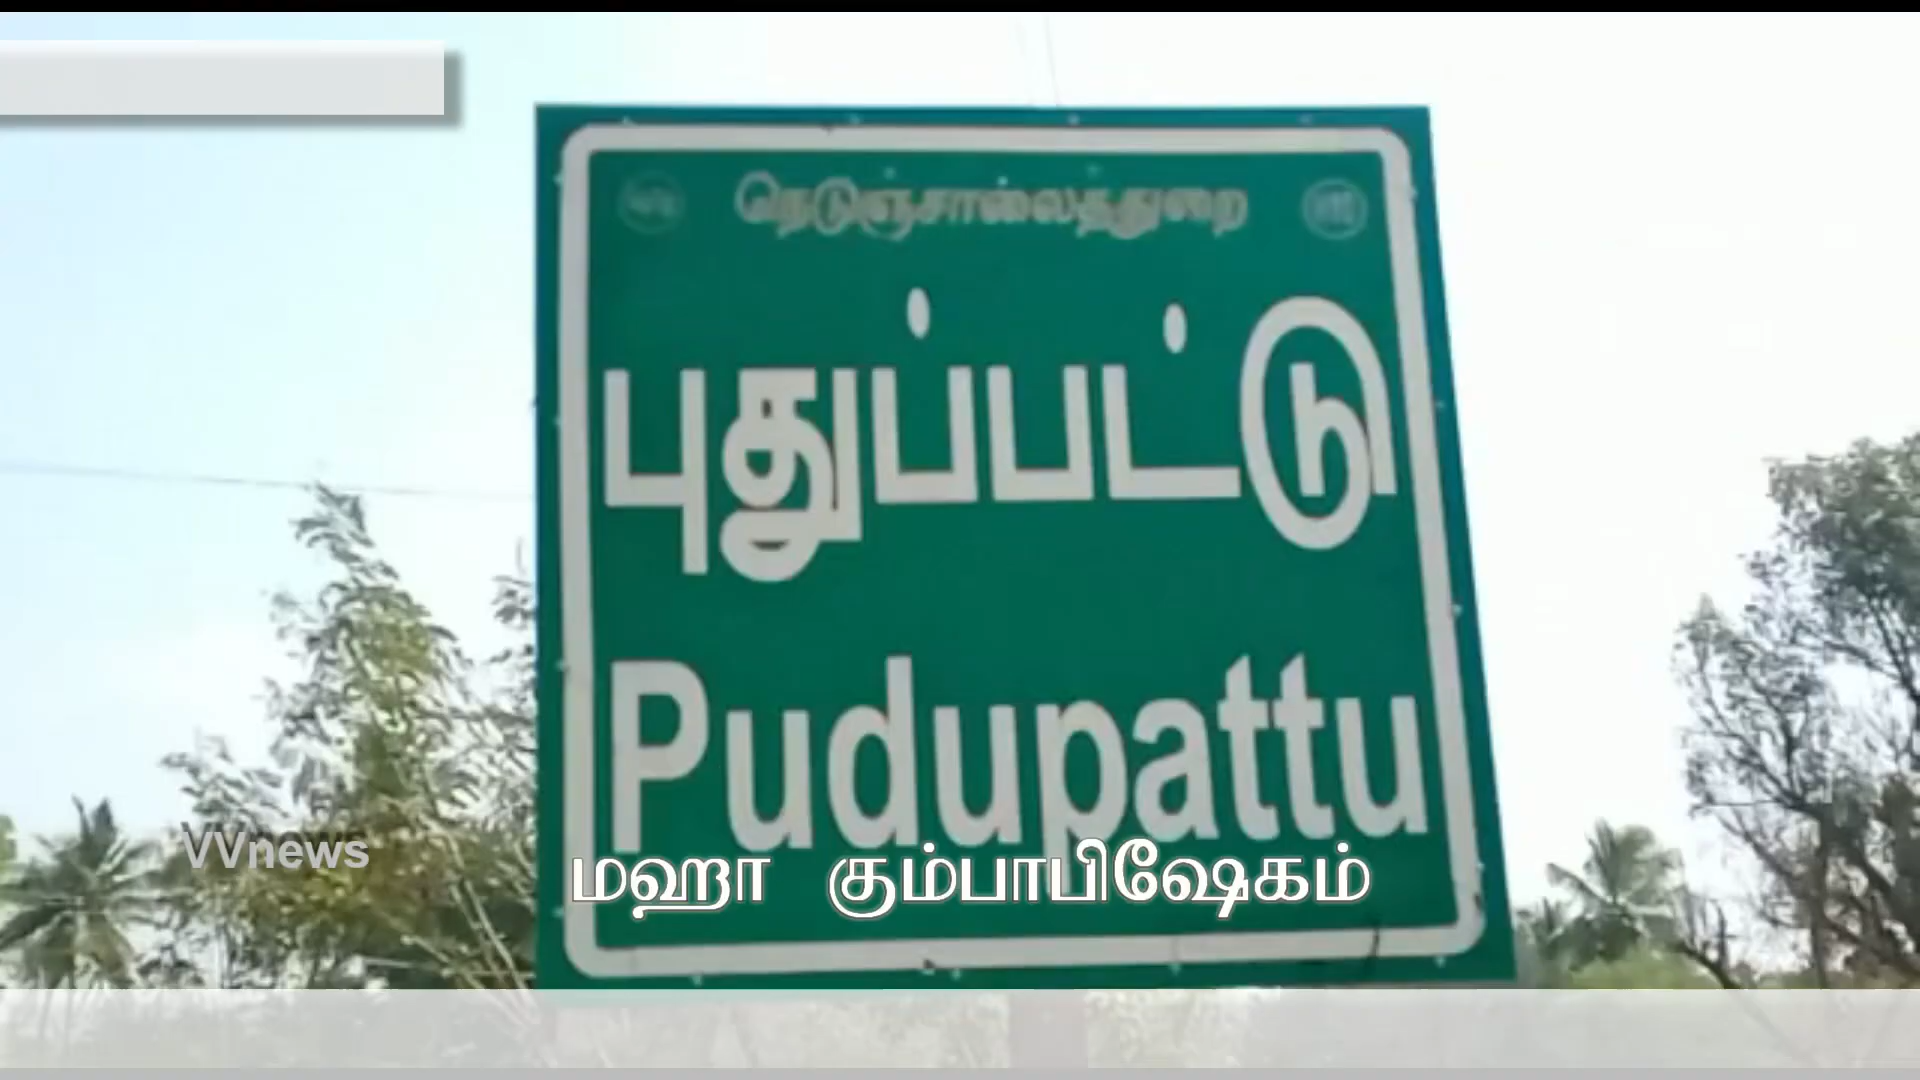 நெடுஞ்சாலைத்துறை
புதுப்பட்டு
Pudupattu
VVnews
மஹா கும்பாபிஷேகம்